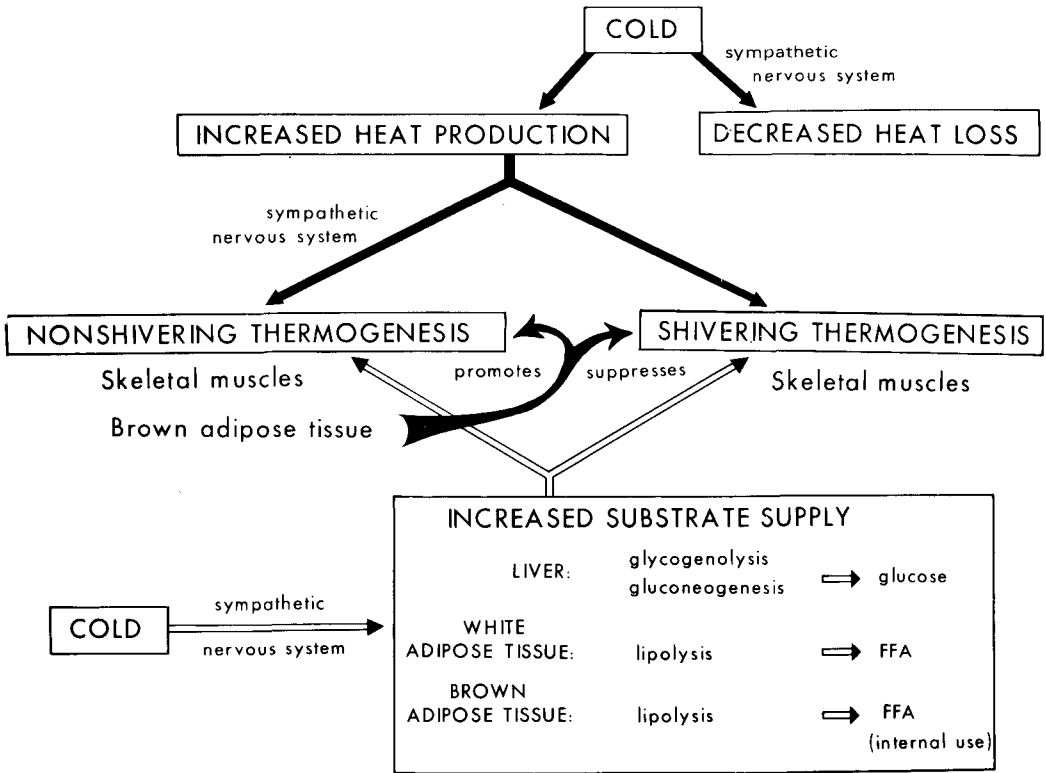 COLD
sympathetic
nervous system
INCREASED HEAT PRODUCTION
DECREASED HEAT LOSS
sympathetic
nervous system
NONSHIVERING THERMOGENESIS
SHIVERING THERMOGENESIS
promotes
suppresses
Skeletal muscles
Skeletal muscles
Brown adipose tissue
INCREASED SUBSTRATE SUPPLY
LIVER:
glycogenolysis
gluconeogenesis
glucose
COLD
sympathetic
nervous system
WHITE
ADIPOSE TISSUE:
lipolysis
FFA
BROWN
ADIPOSE TISSUE:
lipolysis
FFA
(internal use)